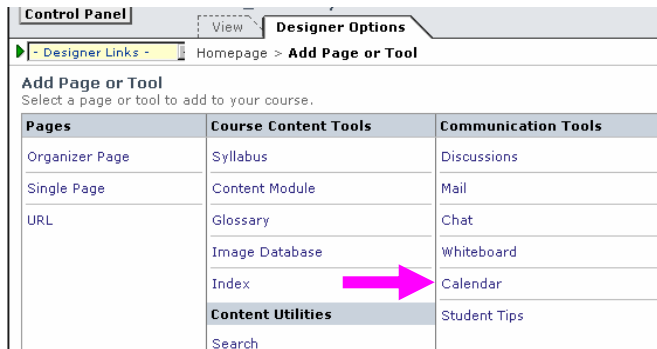 Control Panel
View Designer Options
- Designer Links - Homepage > Add Page or Tool
Add Page or Tool
Select a page or tool to add to your course.
Pages Course Content Tools Communication Tools
Organizer Page Syllabus Discussions
Single Page Content Module Mail
URL Glossary Chat
Image Database Whiteboard
Index Calendar
Content Utilities Student Tips
Search